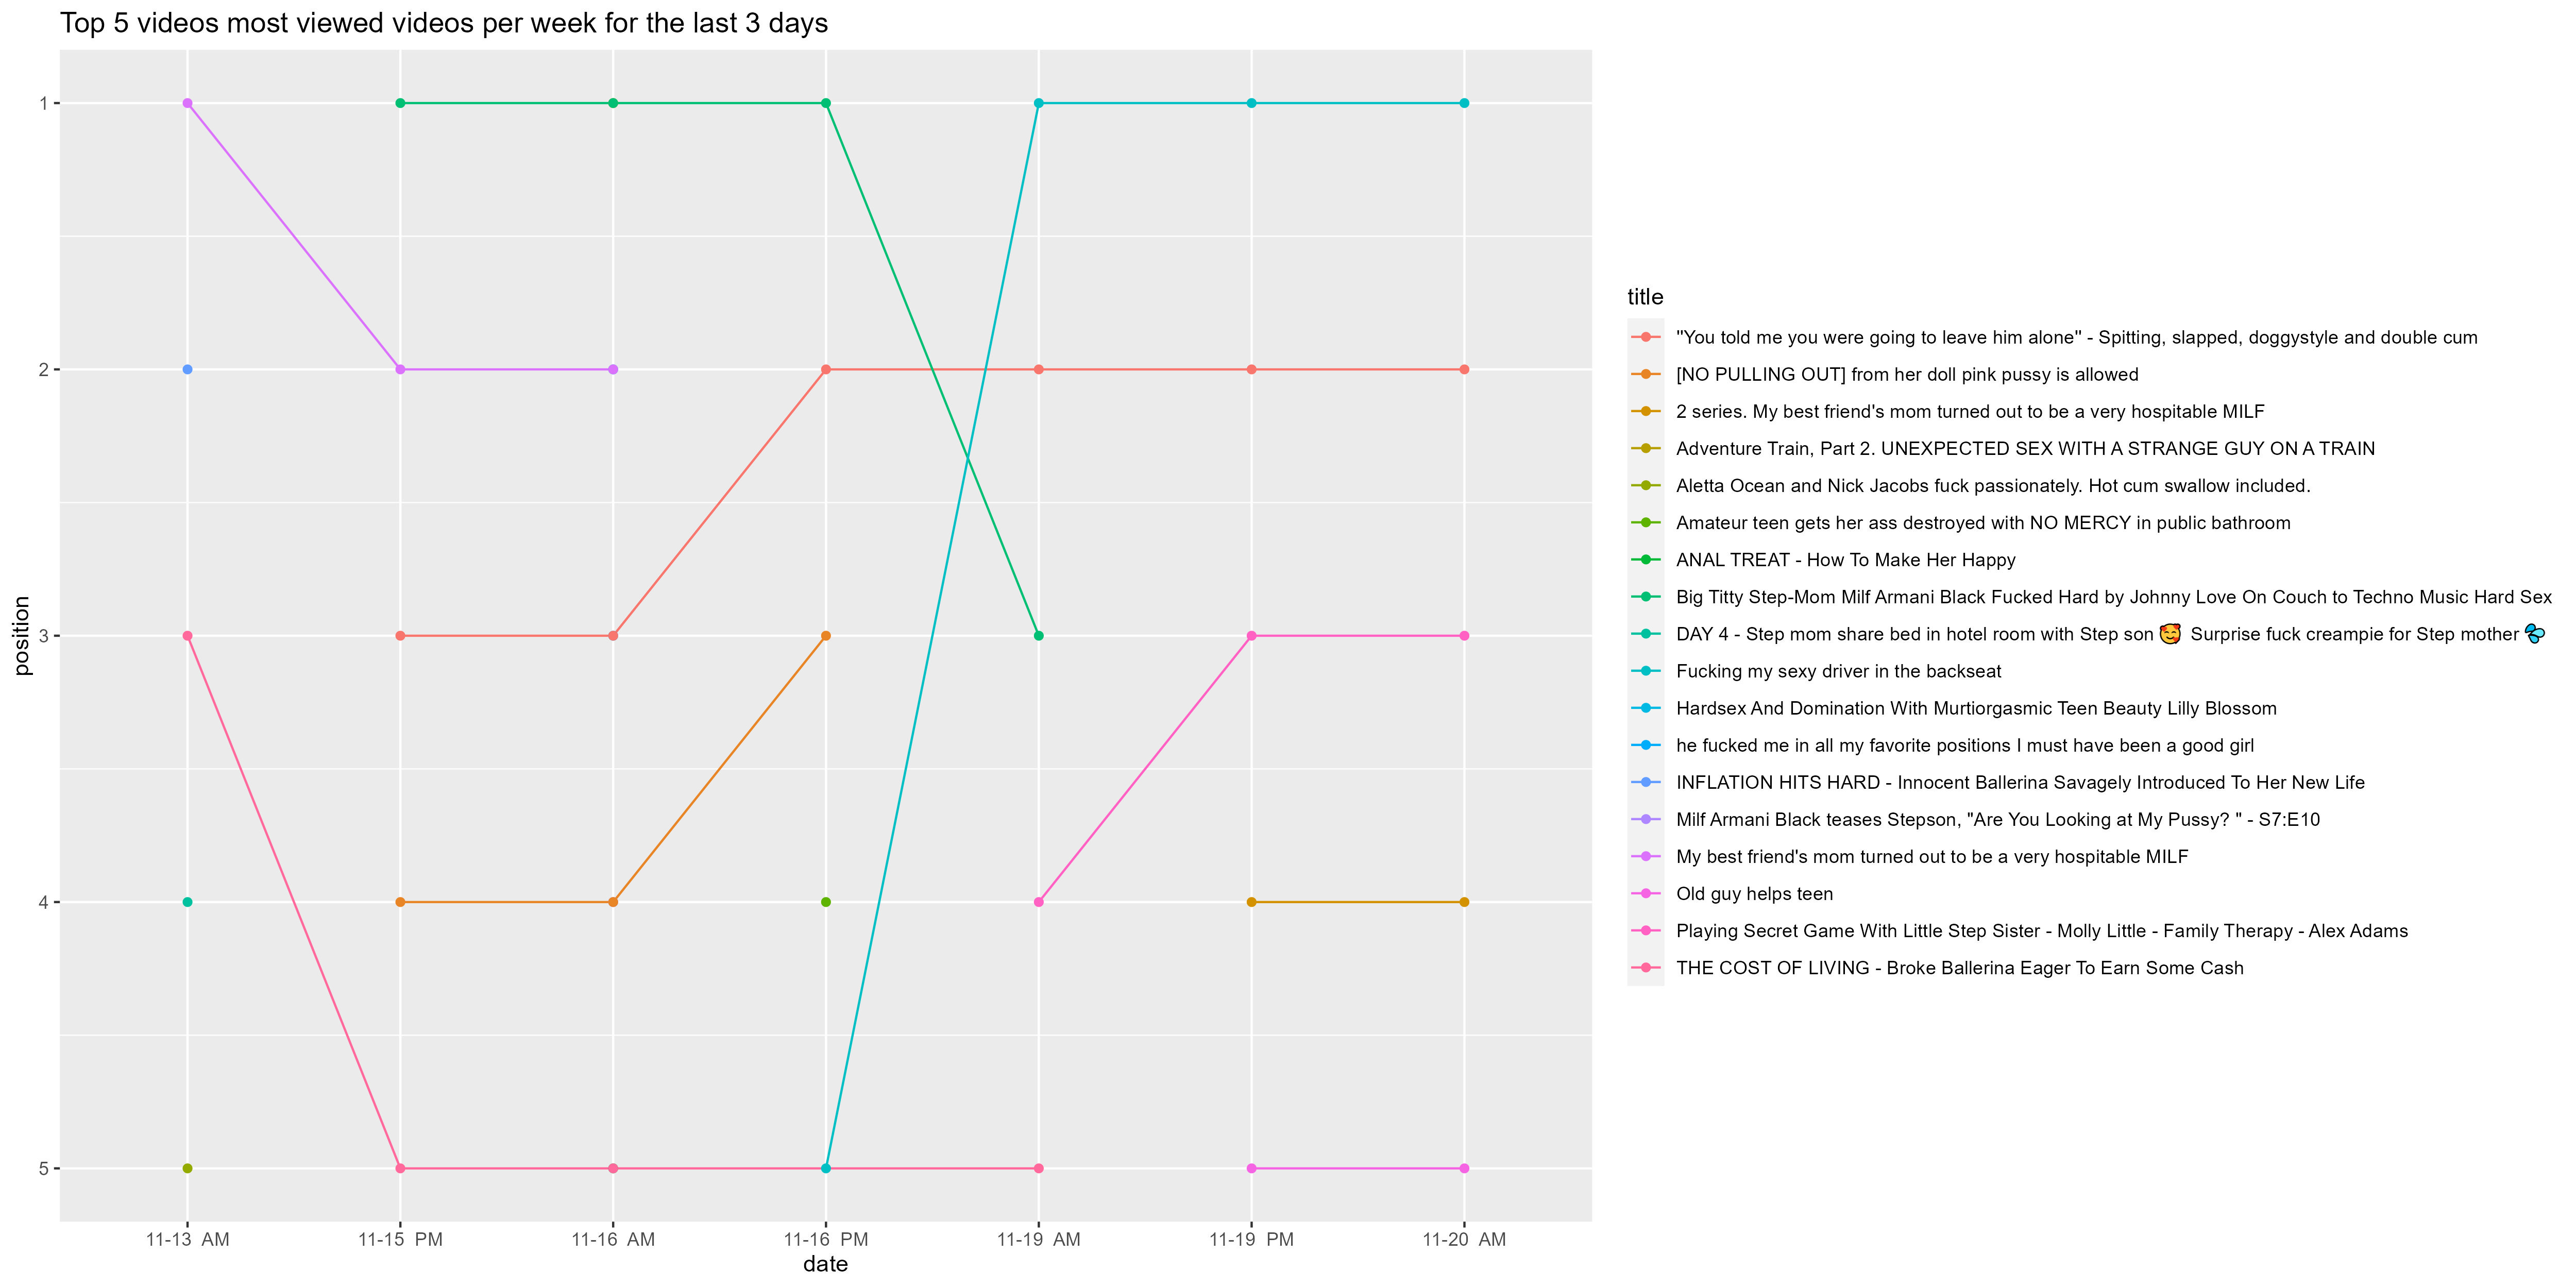 Top 5 videos most viewed videos per week for the last 3 days
1
2
3
4
5
position
11-13 AM
11-15 PM
11-16 AM
11-16 PM
11-19 AM
11-19 PM
11-20 AM
date
title
"You told me you were going to leave him alone" - Spitting, slapped, doggystyle and double cum
[NO PULLING OUT] from her doll pink pussy is allowed
2 series. My best friend's mom turned out to be a very hospitable MILF
Adventure Train, Part 2. UNEXPECTED SEX WITH A STRANGE GUY ON A TRAIN
Aletta Ocean and Nick Jacobs fuck passionately. Hot cum swallow included.
Amateur teen gets her ass destroyed with NO MERCY in public bathroom
ANAL TREAT - How To Make Her Happy
Big Titty Step-Mom Milf Armani Black Fucked Hard by Johnny Love On Couch to Techno Music Hard Sex
DAY 4 - Step mom share bed in hotel room with Step son 🥰 Surprise fuck creampie for Step mother 💦
Fucking my sexy driver in the backseat
Hardsex And Domination With Murtiorgasmic Teen Beauty Lilly Blossom
he fucked me in all my favorite positions I must have been a good girl
INFLATION HITS HARD - Innocent Ballerina Savagely Introduced To Her New Life
Milf Armani Black teases Stepson, "Are You Looking at My Pussy? " - S7:E10
My best friend's mom turned out to be a very hospitable MILF
Old guy helps teen
Playing Secret Game With Little Step Sister - Molly Little - Family Therapy - Alex Adams
THE COST OF LIVING - Broke Ballerina Eager To Earn Some Cash